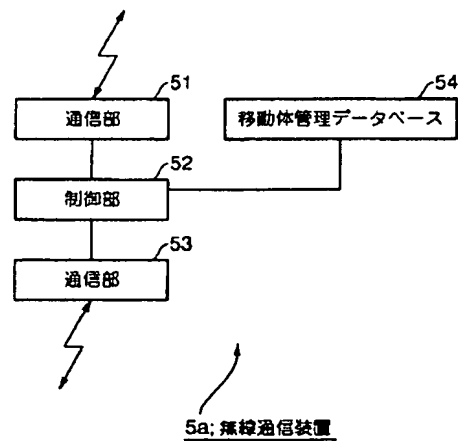 51
通信部
54
移動体管理データベース
52
制御部
53
通信部
5a; 無線通信装置